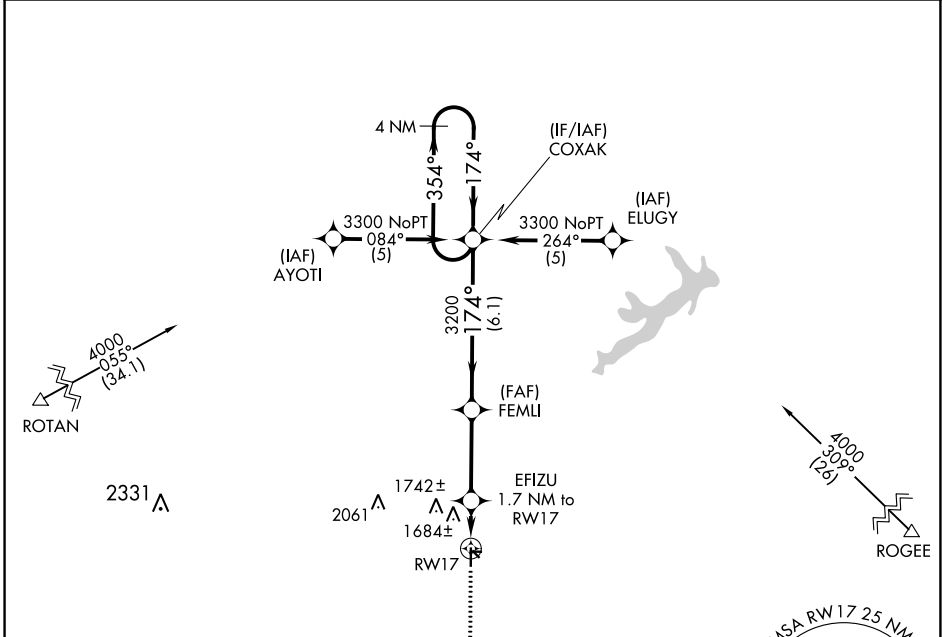 4 NM
354°
174°
(IF/IAF)
COXAK
(IAF)
ELUGY
3300 NoPT
084°
(5)
3300 NoPT
264°
(5)
(IAF)
AYOTI
3200
174°
(6.1)
4000
055°
(34.1)
ROTAN
(FAF)
FEMLI
4000
309°
(26)
ROGEE
2331
2061
1742±
1684±
EFIZU
1.7 NM to
RW17
RW17
MSA RW17 25 NM